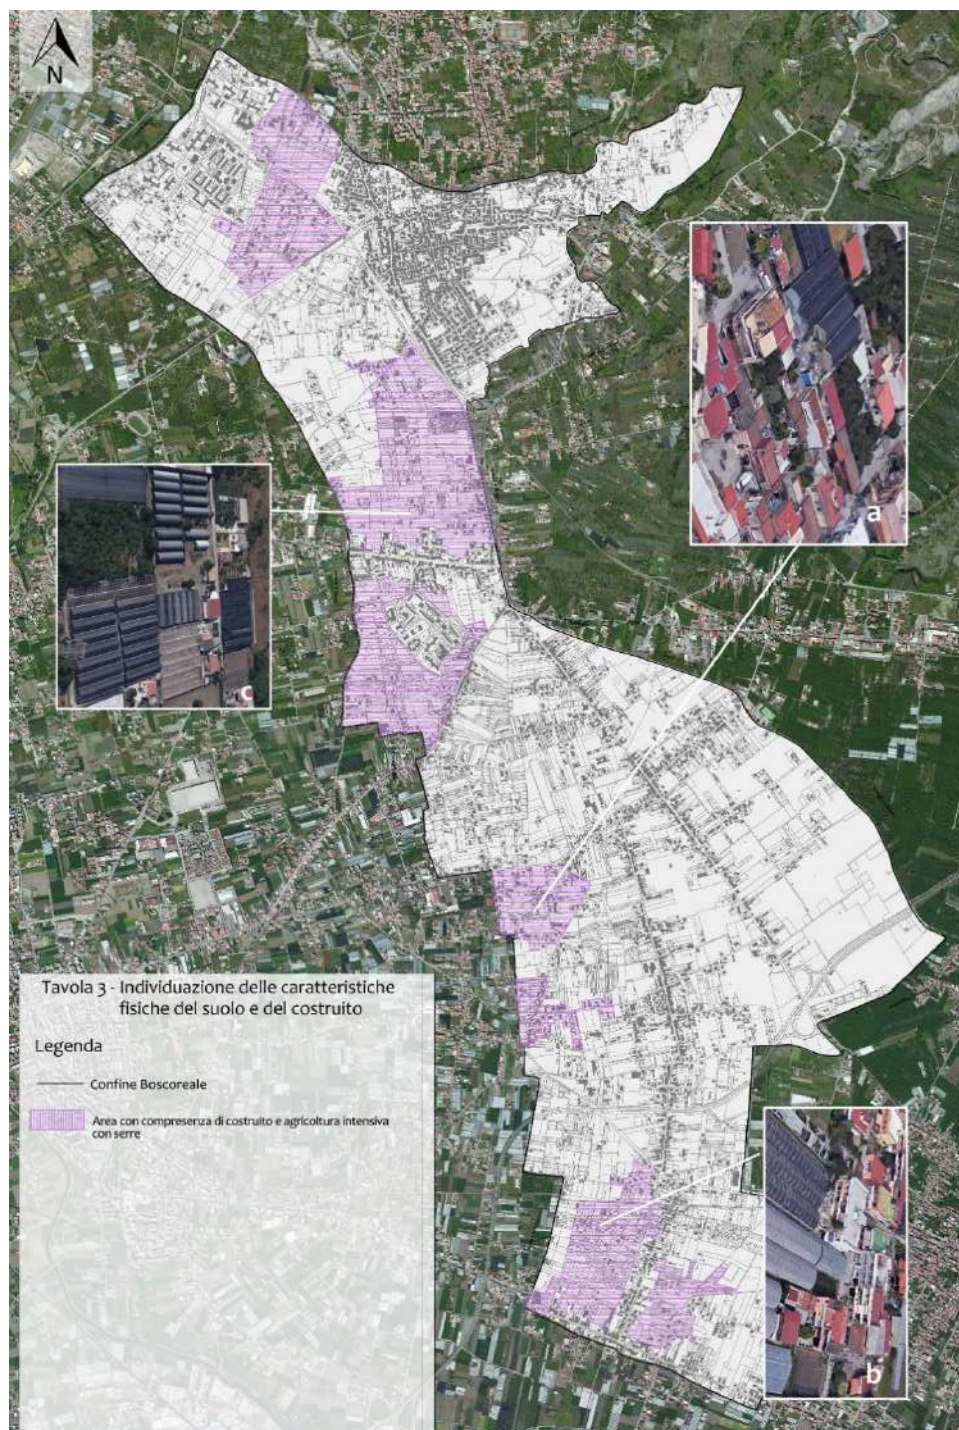 N
a
c
Tavola 3 - Individuazione delle caratteristiche
fisiche del suolo e del costruito
Legenda
Confine Boscoreale
Area con compresenza di costruito e agricoltura intensiva
con serre
b